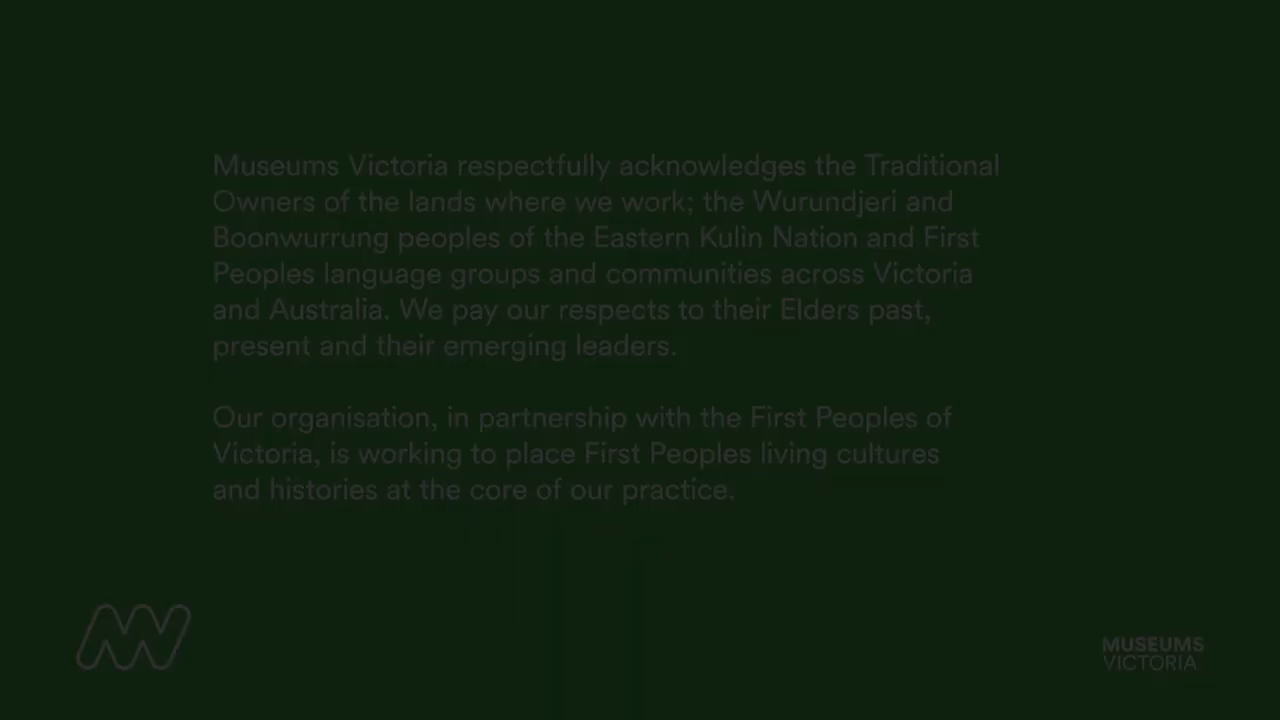 Museums Victoria respectfully acknowledges the Traditional
Owners of the lands where we work; the Wurundjeri and
Boonwurrung peoples of the Eastern Kulin Nation and First
Peoples language groups and communities across Victoria
and Australia. We pay our respects to their Elders past,
present and their emerging leaders.
Our organisation, in partnership with the First Peoples of
Victoria, is working to place First Peoples living cultures
and histories at the core of our practice.
MUSEUMS
VICTORIA